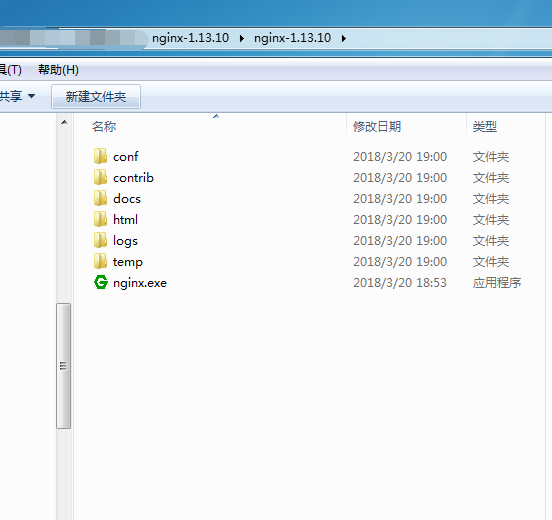 nginx-1.13.10 nginx-1.13.10
具(T) 帮助(H)
共享 新建文件夹
名称 修改日期 类型
conf 2018/3/20 19:00 文件夹
contrib 2018/3/20 19:00 文件夹
docs 2018/3/20 19:00 文件夹
html 2018/3/20 19:00 文件夹
logs 2018/3/20 19:00 文件夹
temp 2018/3/20 19:00 文件夹
nginx.exe 2018/3/20 18:53 应用程序